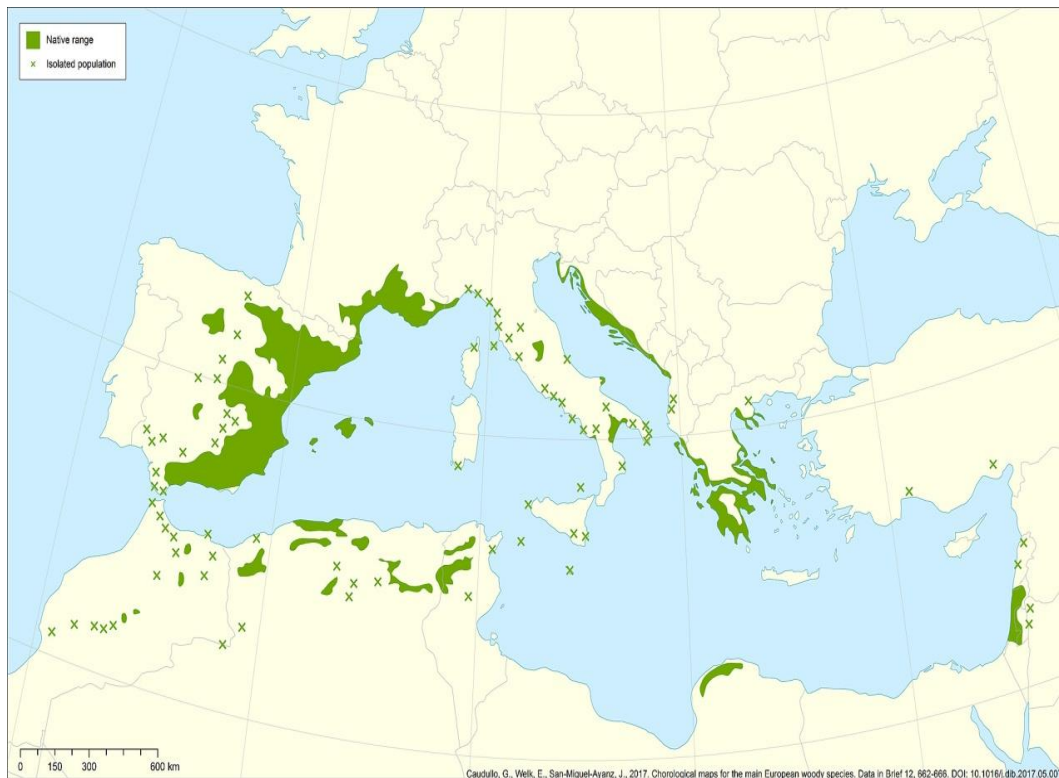 Native range
Isolated population
0 150 300 600 km
Caudullo, G., Welk, E., San-Miguel-Ayanz, J., 2017. Chorological maps for the main European woody species. Data in Brief 12, 662-666. DOI: 10.1016/j.dib.2017.05.00